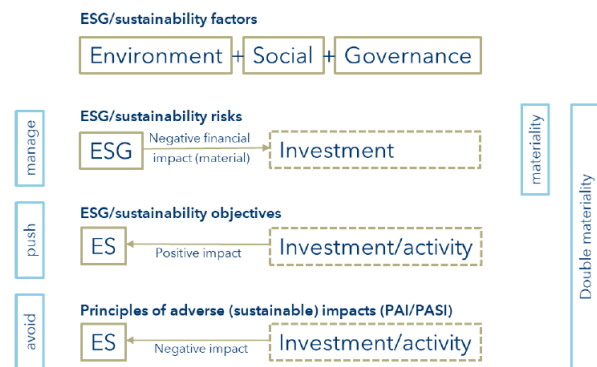 ESG/sustainability factors
Environment + Social + Governance
ESG/sustainability risks
manage
ESG
Negative financial
impact (material)
Investment
materiality
Double materiality
ESG/sustainability objectives
push
ES
Positive impact
Investment/activity
Principles of adverse (sustainable) impacts (PAI/PASI)
avoid
ES
Negative impact
Investment/activity